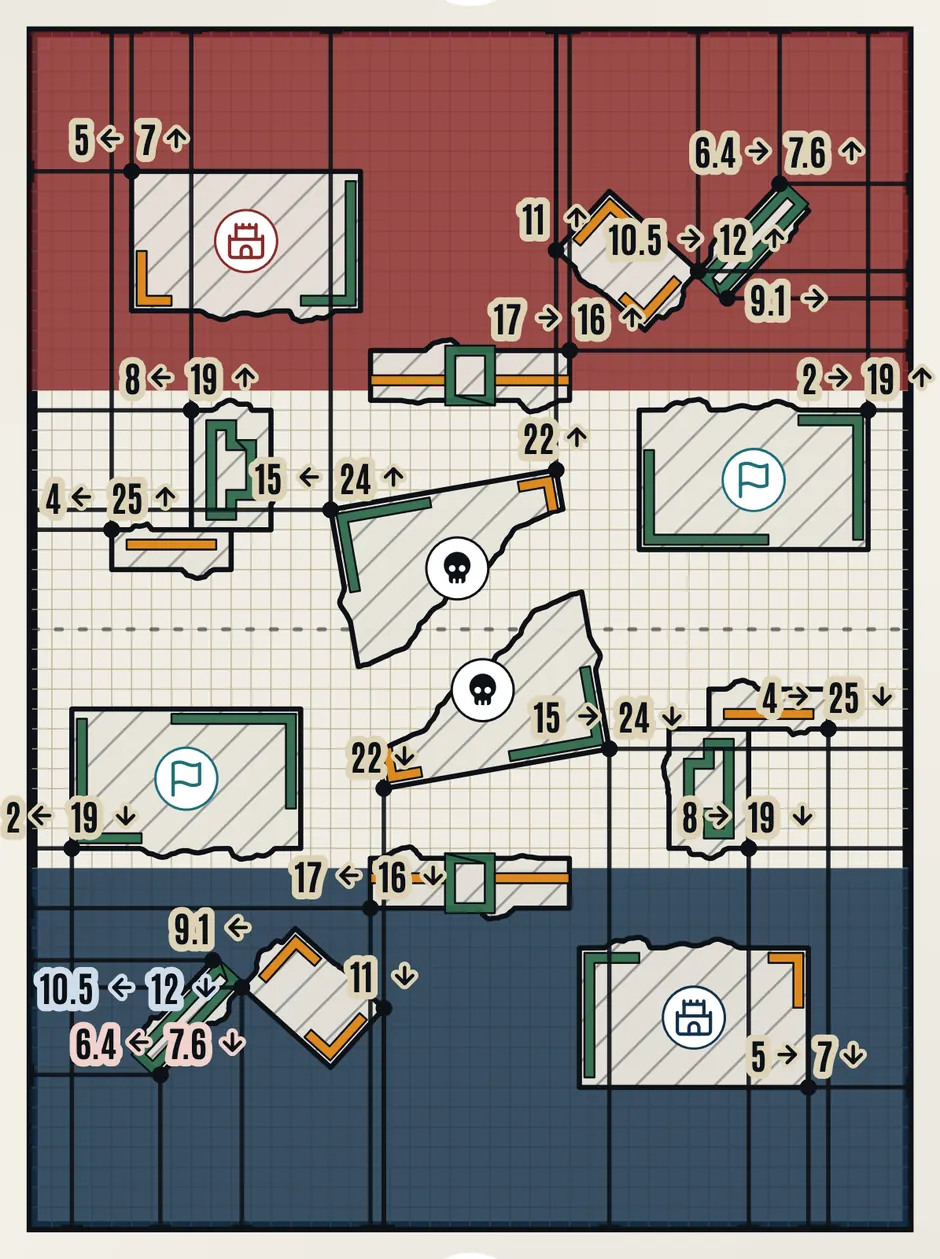 5 ← 7 ↑
6.4 → 7.6 ↑
11 ↑
10.5 → 12 ↑
9.1 →
17 → 16 ↑
8 ← 19 ↑
2 → 19 ↑
22 ↑
15 ← 24 ↑
4 ← 25 ↑
4 → 25 ↓
15 → 24 ↓
22 ↓
2 ← 19 ↓
8 → 19 ↓
17 ← 16 ↓
9.1 ←
11 ↓
10.5 ← 12 ↓
6.4 ← 7.6 ↓
5 → 7 ↓